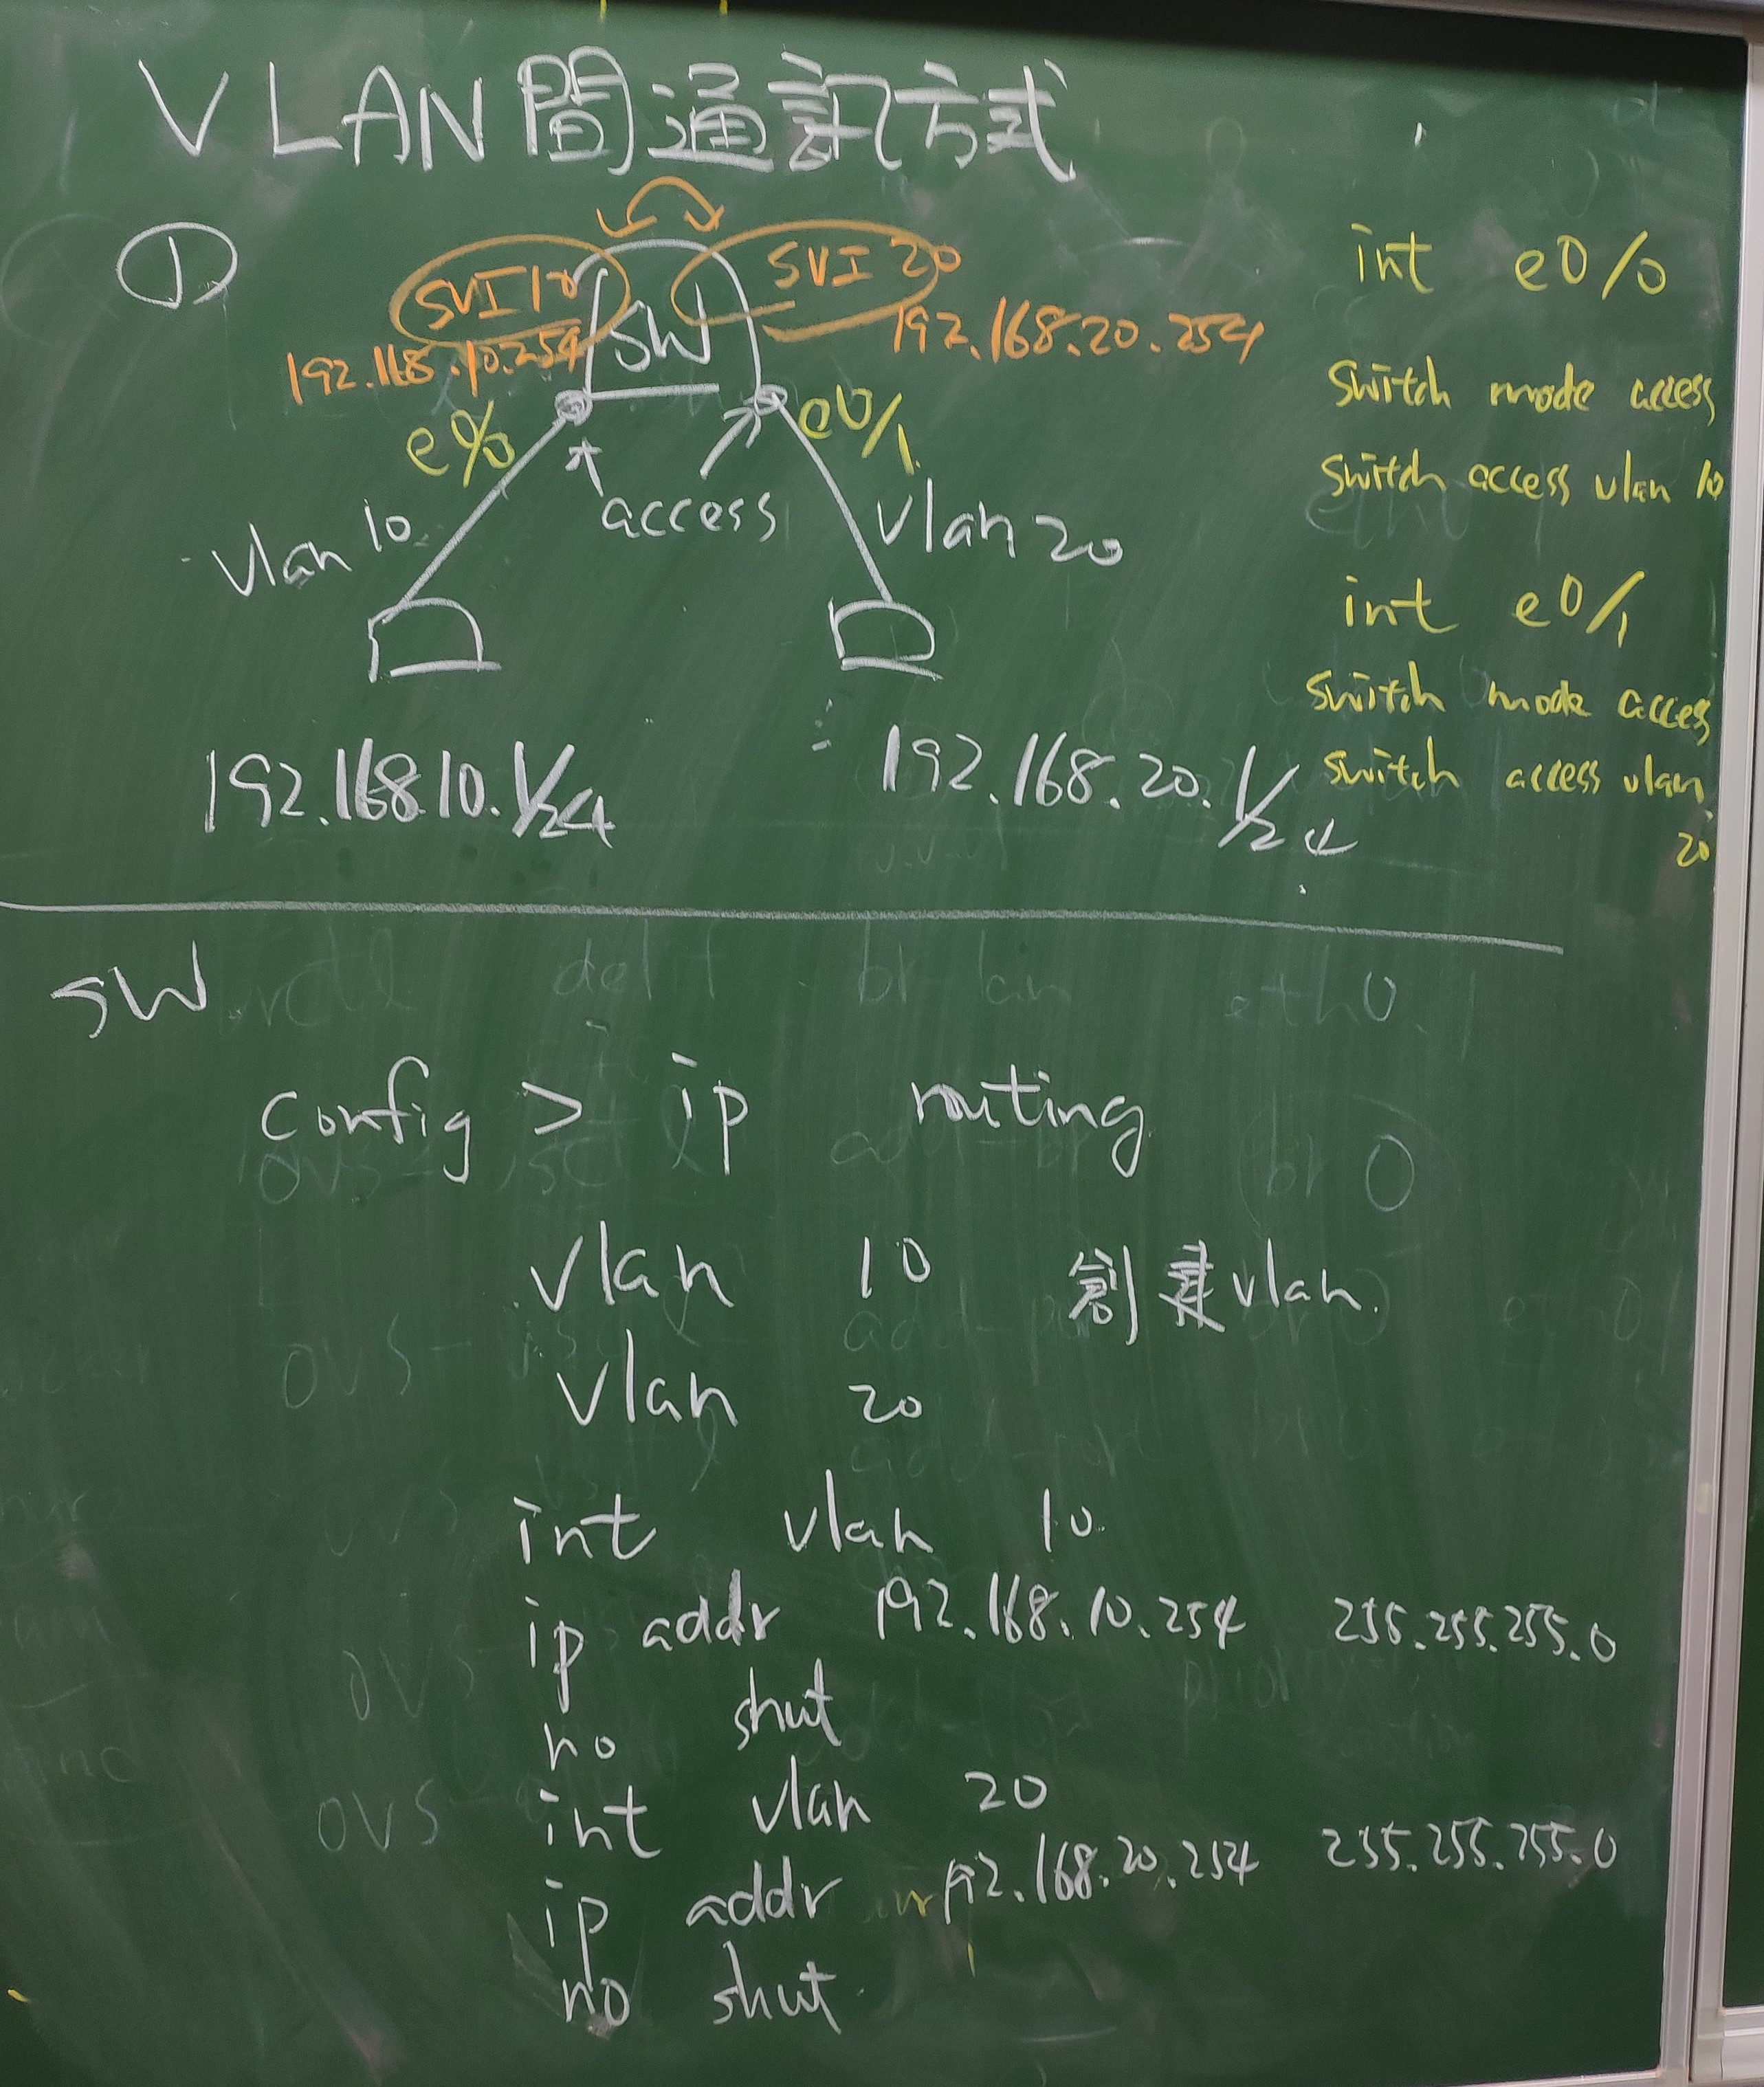 VLAN間通訊方式
①
SVI 10
SVI 20
192.168.10.254
SW
192.168.20.254
e0/0
e0/1
access
vlan 10
vlan 20
192.168.10.1/24
192.168.20.1/24
int e0/0
switch mode access
switch access vlan 10
int e0/1
switch mode access
switch access vlan
20
SW
config > ip routing
vlan 10 創建vlan
vlan 20
int vlan 10
ip addr 192.168.10.254 255.255.255.0
no shut
int vlan 20
ip addr 192.168.20.254 255.255.255.0
no shut